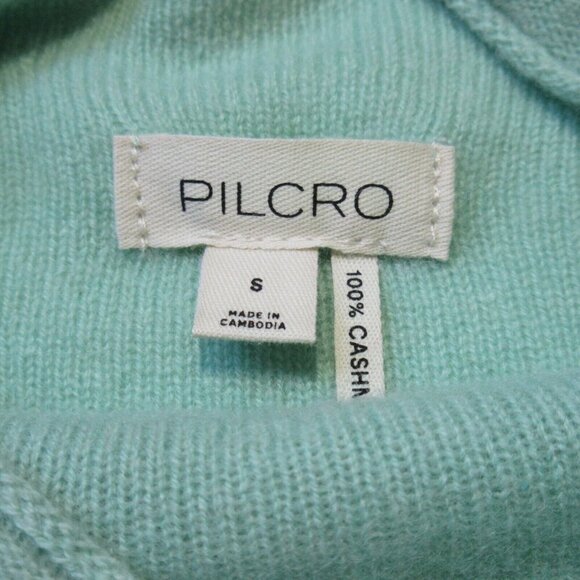 PILCRO
S
MADE IN
CAMBODIA
100% CASHM